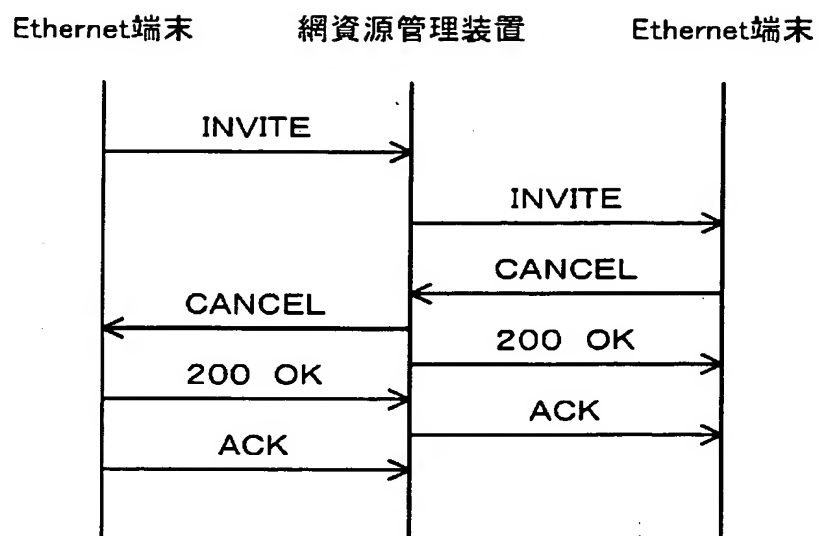 Ethernet端末
網資源管理装置
Ethernet端末
INVITE
INVITE
CANCEL
CANCEL
200 OK
200 OK
ACK
ACK